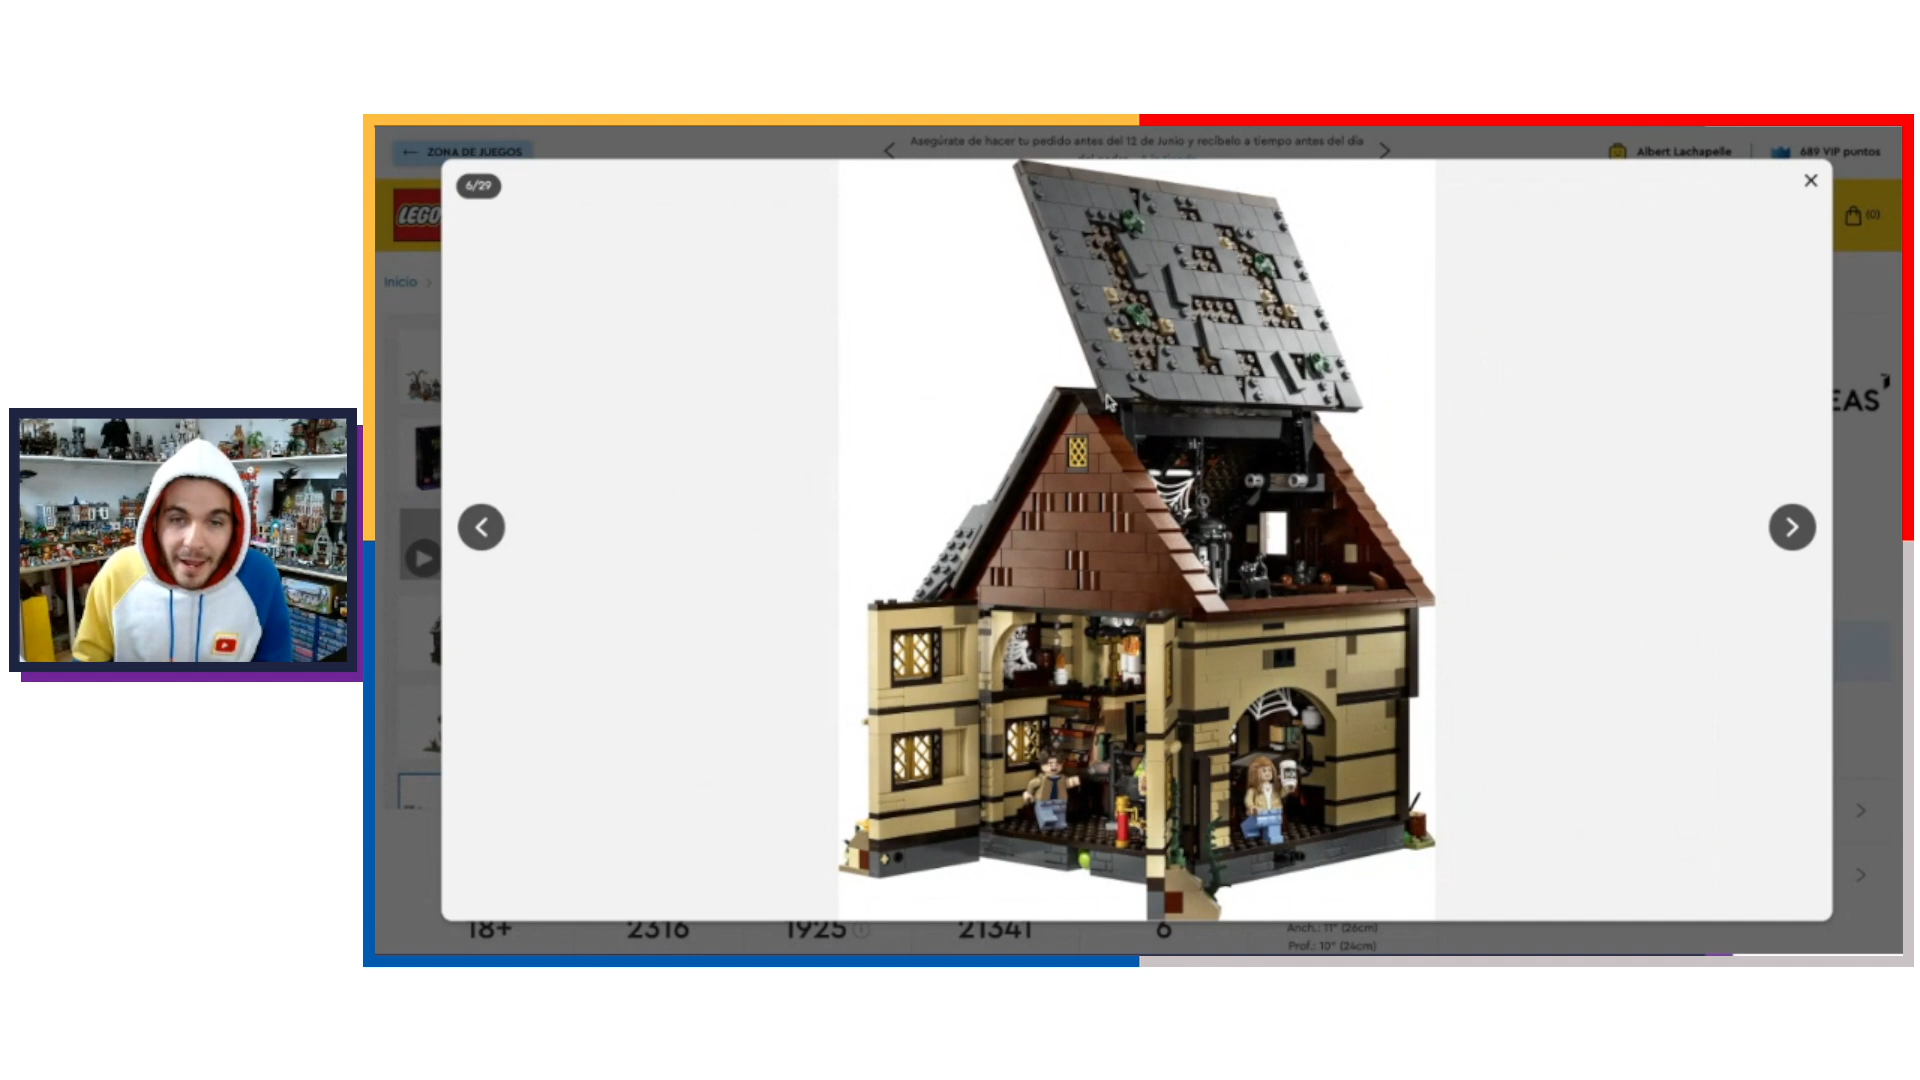 ← ZONA DE JUEGOS
Asegúrate de hacer tu pedido antes del 12 de Junio y recíbelo a tiempo antes del día
Albert Lachapelle
689 VIP puntos
6/29
LEGO
(0)
Inicio
EAS
18+
2316
1925
21341
6
Anch.: 11" (26cm)
Prof.: 10" (24cm)